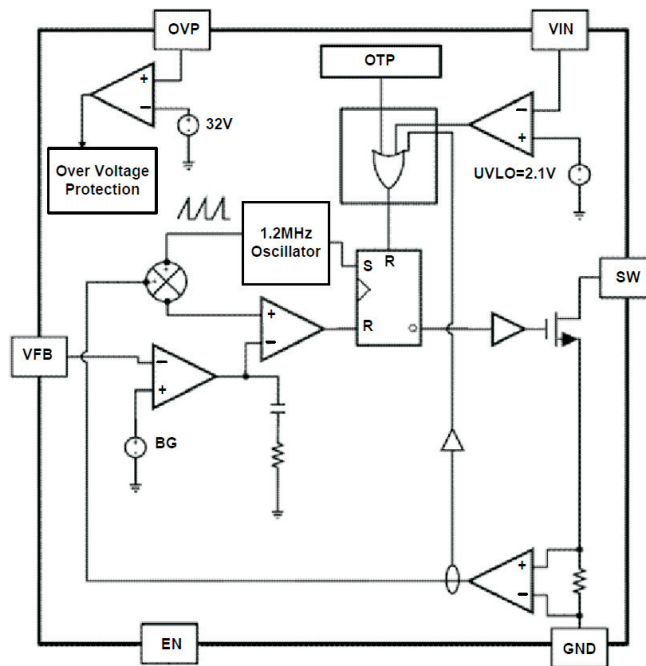 OVP
VIN
OTP
32V
UVLO=2.1V
Over Voltage
Protection
1.2MHz
Oscillator
S
R
R
SW
VFB
BG
EN
GND